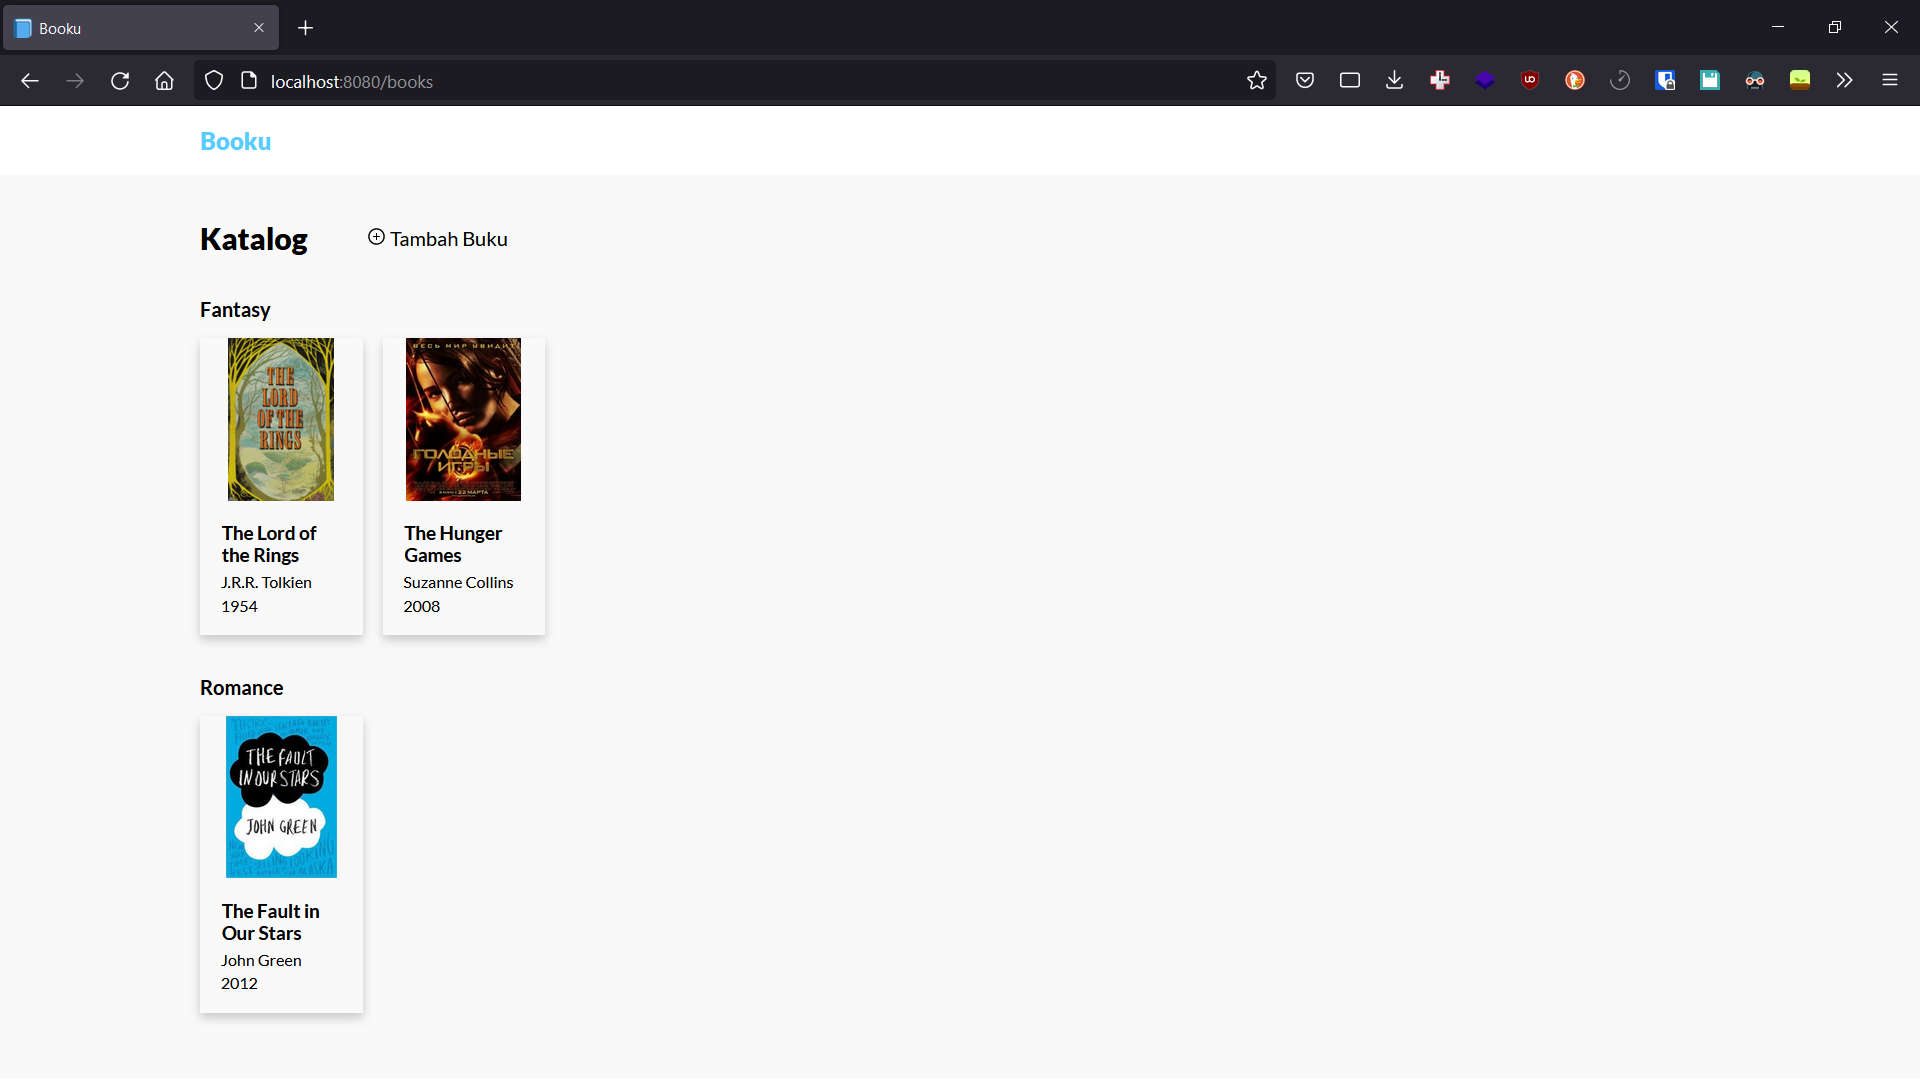 Booku
localhost:8080/books
Booku
Katalog
Tambah Buku
Fantasy
THE
LORD
OF THE
RINGS
The Lord of
the Rings
J.R.R. Tolkien
1954
ВЕСЬ МИР УВИДИТ
ГОЛОДНЫЕ
ИГРЫ
В КИНО С 22 МАРТА
The Hunger
Games
Suzanne Collins
2008
Romance
THE FAULT
IN OUR STARS
JOHN GREEN
The Fault in
Our Stars
John Green
2012